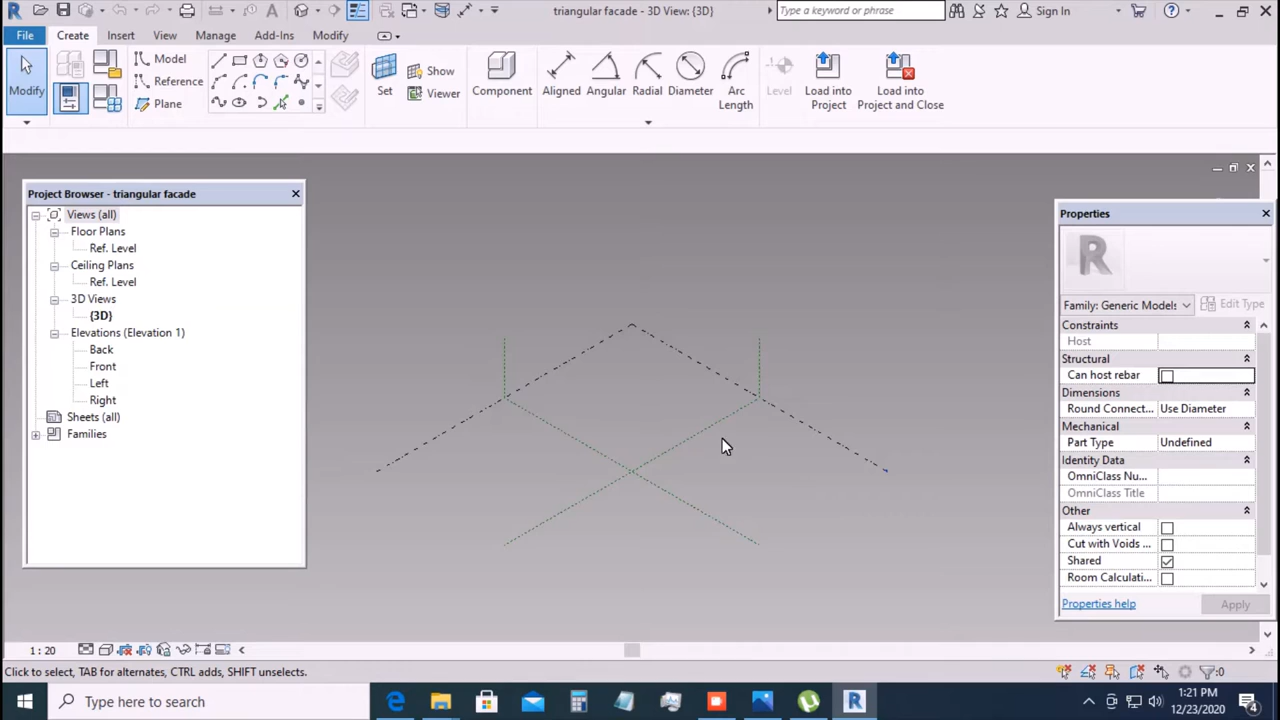 triangular facade - 3D View: {3D}
Type a keyword or phrase
Sign In
File
Create
Insert
View
Manage
Add-Ins
Modify
Modify
Model
Reference
Plane
Set
Show
Viewer
Component
Aligned
Angular
Radial
Diameter
Arc
Length
Level
Load into
Project
Load into
Project and Close
Project Browser - triangular facade
Views (all)
Floor Plans
Ref. Level
Ceiling Plans
Ref. Level
3D Views
{3D}
Elevations (Elevation 1)
Back
Front
Left
Right
Sheets (all)
Families
Properties
R
Family: Generic Models
Edit Type
Constraints
Host
Structural
Can host rebar
Dimensions
Round Connect... Use Diameter
Mechanical
Part Type Undefined
Identity Data
OmniClass Nu...
OmniClass Title
Other
Always vertical
Cut with Voids ...
Shared
Room Calculati...
Properties help
Apply
1 : 20
Click to select, TAB for alternates, CTRL adds, SHIFT unselects.
:0
Type here to search
R
1:21 PM
12/23/2020
4